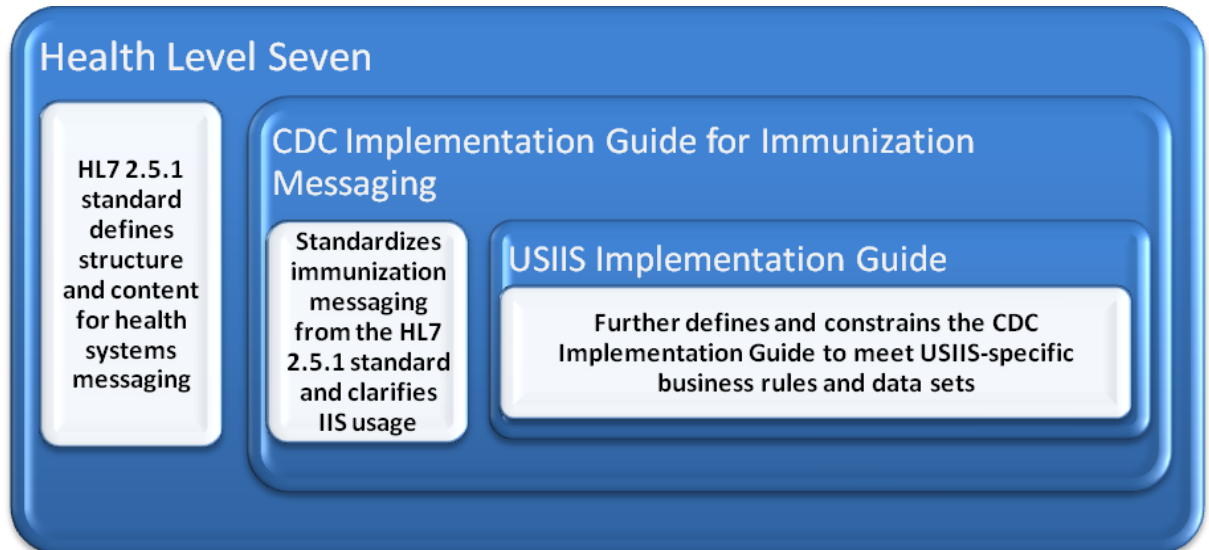 Health Level Seven
HL7 2.5.1
standard
defines
structure
and content
for health
systems
messaging
CDC Implementation Guide for Immunization
Messaging
Standardizes
immunization
messaging
from the HL7
2.5.1 standard
and clarifies
IIS usage
USIIS Implementation Guide
Further defines and constrains the CDC
Implementation Guide to meet USIIS-specific
business rules and data sets